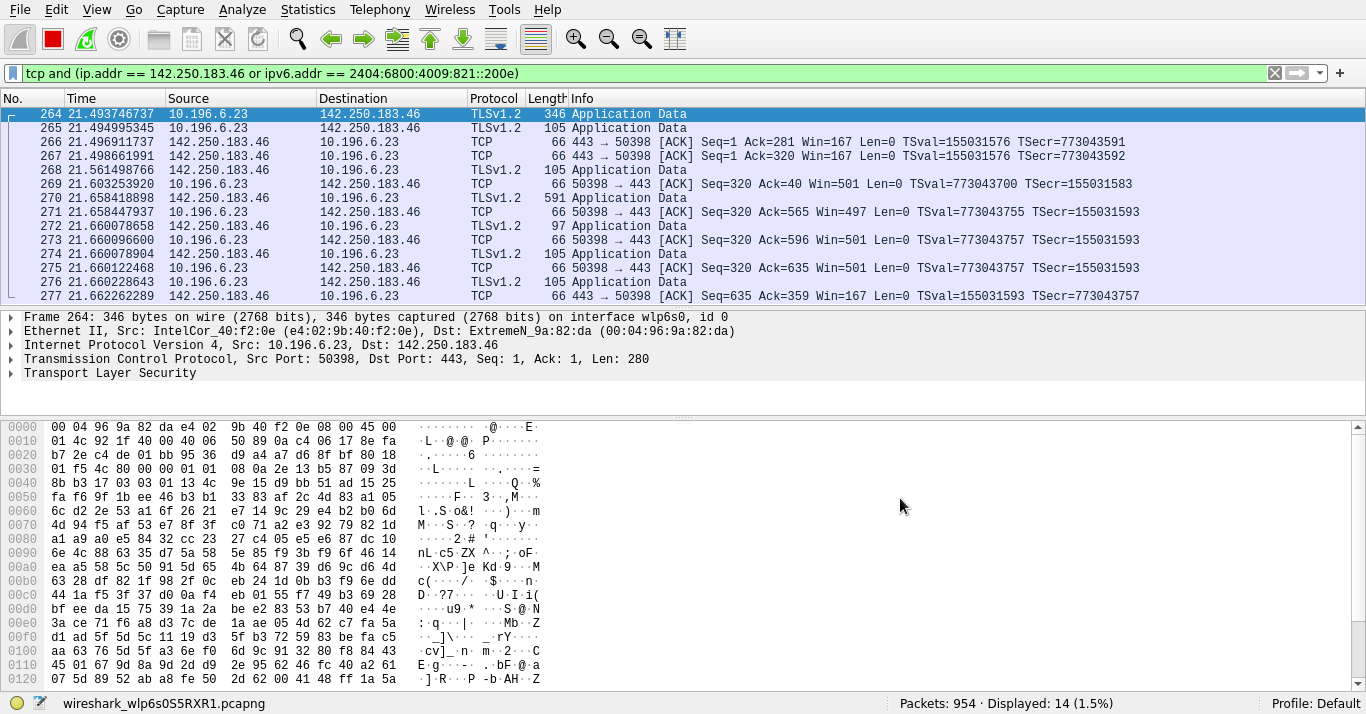 File Edit View Go Capture Analyze Statistics Telephony Wireless Tools Help
tcp and (ip.addr == 142.250.183.46 or ipv6.addr == 2404:6800:4009:821::200e)
No. Time Source Destination Protocol Length Info
264 21.493746737 10.196.6.23 142.250.183.46 TLSv1.2 346 Application Data
265 21.494995345 10.196.6.23 142.250.183.46 TLSv1.2 105 Application Data
266 21.496911737 142.250.183.46 10.196.6.23 TCP 66 443 → 50398 [ACK] Seq=1 Ack=281 Win=167 Len=0 TSval=155031576 TSecr=773043591
267 21.498661991 142.250.183.46 10.196.6.23 TCP 66 443 → 50398 [ACK] Seq=1 Ack=320 Win=167 Len=0 TSval=155031576 TSecr=773043592
268 21.561498766 142.250.183.46 10.196.6.23 TLSv1.2 105 Application Data
269 21.603253920 10.196.6.23 142.250.183.46 TCP 66 50398 → 443 [ACK] Seq=320 Ack=40 Win=501 Len=0 TSval=773043700 TSecr=155031583
270 21.658418898 142.250.183.46 10.196.6.23 TLSv1.2 591 Application Data
271 21.658447937 10.196.6.23 142.250.183.46 TCP 66 50398 → 443 [ACK] Seq=320 Ack=565 Win=497 Len=0 TSval=773043755 TSecr=155031593
272 21.660078658 142.250.183.46 10.196.6.23 TLSv1.2 97 Application Data
273 21.660096600 10.196.6.23 142.250.183.46 TCP 66 50398 → 443 [ACK] Seq=320 Ack=596 Win=501 Len=0 TSval=773043757 TSecr=155031593
274 21.660078904 142.250.183.46 10.196.6.23 TLSv1.2 105 Application Data
275 21.660122468 10.196.6.23 142.250.183.46 TCP 66 50398 → 443 [ACK] Seq=320 Ack=635 Win=501 Len=0 TSval=773043757 TSecr=155031593
276 21.660228643 10.196.6.23 142.250.183.46 TLSv1.2 105 Application Data
277 21.662262289 142.250.183.46 10.196.6.23 TCP 66 443 → 50398 [ACK] Seq=635 Ack=359 Win=167 Len=0 TSval=155031593 TSecr=773043757
Frame 264: 346 bytes on wire (2768 bits), 346 bytes captured (2768 bits) on interface wlp6s0, id 0
Ethernet II, Src: IntelCor_40:f2:0e (e4:02:9b:40:f2:0e), Dst: ExtremeN_9a:82:da (00:04:96:9a:82:da)
Internet Protocol Version 4, Src: 10.196.6.23, Dst: 142.250.183.46
Transmission Control Protocol, Src Port: 50398, Dst Port: 443, Seq: 1, Ack: 1, Len: 280
Transport Layer Security
0000 00 04 96 9a 82 da e4 02 9b 40 f2 0e 08 00 45 00 ········ ·@····E·
0010 01 4c 92 1f 40 00 40 06 50 89 0a c4 06 17 8e fa ·L··@·@· P·······
0020 b7 2e c4 de 01 bb 95 36 d9 a4 a7 d6 8f bf 80 18 ·.·····6 ········
0030 01 f5 4c 80 00 00 01 01 08 0a 2e 13 b5 87 09 3d ··L····· ··.····=
0040 8b b3 17 03 03 01 13 4c 9e 15 d9 bb 51 ad 15 25 ·······L ····Q··%
0050 fa f6 9f 1b ee 46 b3 b1 33 83 af 2c 4d 83 a1 05 ·····F·· 3··,M···
0060 6c d2 2e 53 a1 6f 26 21 e7 14 9c 29 e4 b2 b0 6d l·.S·o&! ···)···m
0070 4d 94 f5 af 53 e7 8f 3f c0 71 a2 e3 92 79 82 1d M···S··? ·q···y··
0080 a1 a9 a0 e5 84 32 cc 23 27 c4 05 e5 e6 87 dc 10 ·····2·# '·······
0090 6e 4c 88 63 35 d7 5a 58 5e 85 f9 3b f9 6f 46 14 nL·c5·ZX ^··;·oF·
00a0 ea a5 58 5c 50 91 5d 65 4b 64 87 39 d6 9c d6 4d ··X\P·]e Kd·9···M
00b0 63 28 df 82 1f 98 2f 0c eb 24 1d 0b b3 f9 6e dd c(····/· ·$····n·
00c0 44 1a f5 3f 37 d0 0a f4 eb 01 55 f7 49 b3 69 28 D··?7··· ··U·I·i(
00d0 bf ee da 15 75 39 1a 2a be e2 83 53 b7 40 e4 4e ····u9·* ···S·@·N
00e0 3a ce 71 f6 a8 d3 7c de 1a ae 05 4d 62 c7 fa 5a :·q···|· ···Mb··Z
00f0 d1 ad 5f 5d 5c 11 19 d3 5f b3 72 59 83 be fa c5 ··_]\··· _·rY····
0100 aa 63 76 5d 5f a3 6e f0 6d 9c 91 32 80 f8 84 43 ·cv]_·n· m··2···C
0110 45 01 67 9d 8a 9d 2d d9 2e 95 62 46 fc 40 a2 61 E·g···-· .·bF·@·a
0120 07 5d 89 52 ab a8 fe 50 2d 62 00 41 48 ff 1a 5a ·]·R···P -b·AH··Z
wireshark_wlp6s0S5RXR1.pcapng Packets: 954 · Displayed: 14 (1.5%) Profile: Default